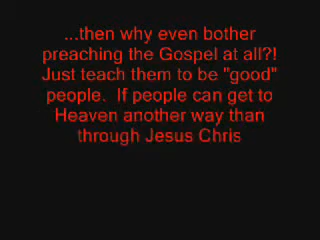 ...then why even bother
preaching the Gospel at all?!
Just teach them to be "good"
people.  If people can get to
Heaven another way than
through Jesus Chris